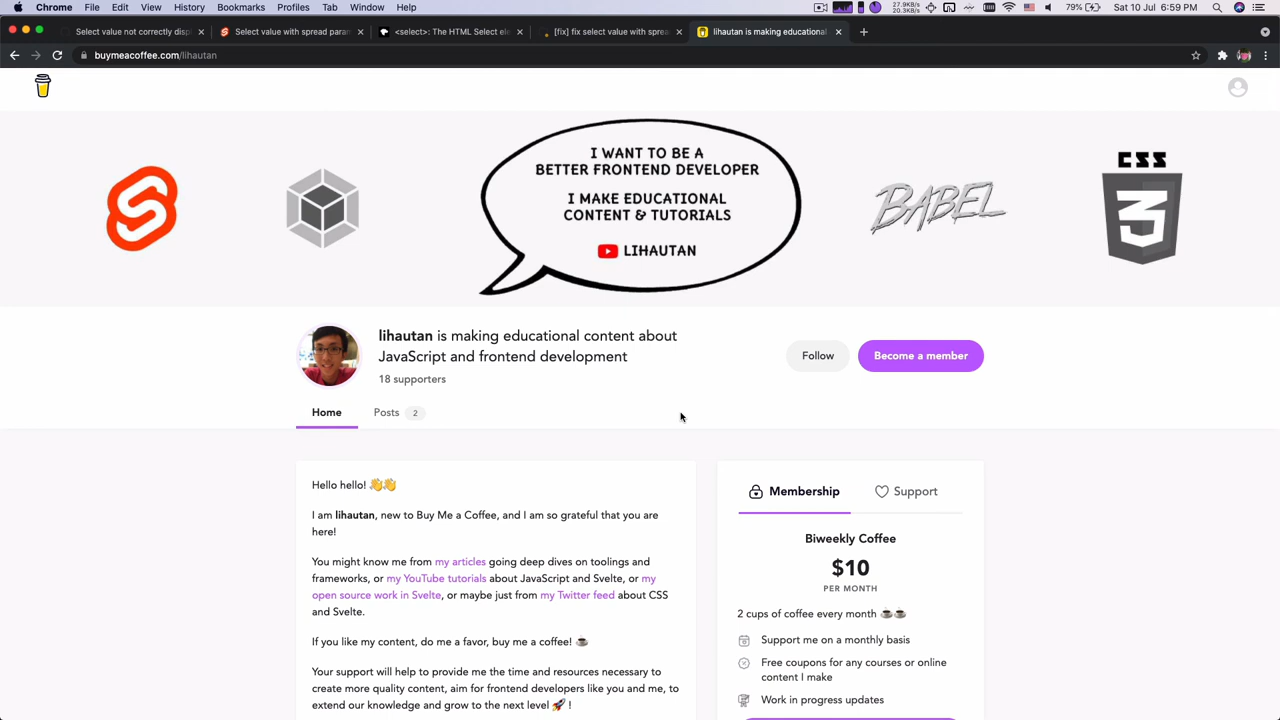 Chrome File Edit View History Bookmarks Profiles Tab Window Help 27.9KB/s 20.3KB/s 79% Sat 10 Jul 6:59 PM
Select value not correctly disp Select value with spread param <select>: The HTML Select ele [fix] fix select value with sprea lihautan is making educational
buymeacoffee.com/lihautan
I WANT TO BE A
BETTER FRONTEND DEVELOPER
I MAKE EDUCATIONAL
CONTENT & TUTORIALS
LIHAUTAN
BABEL
CSS
3
lihautan is making educational content about
JavaScript and frontend development
18 supporters
Follow
Become a member
Home Posts 2
Hello hello! 👋👋
I am lihautan, new to Buy Me a Coffee, and I am so grateful that you are
here!
You might know me from my articles going deep dives on toolings and
frameworks, or my YouTube tutorials about JavaScript and Svelte, or my
open source work in Svelte, or maybe just from my Twitter feed about CSS
and Svelte.
If you like my content, do me a favor, buy me a coffee! ☕
Your support will help to provide me the time and resources necessary to
create more quality content, aim for frontend developers like you and me, to
extend our knowledge and grow to the next level 🚀 !
Membership Support
Biweekly Coffee
$10
PER MONTH
2 cups of coffee every month ☕☕
Support me on a monthly basis
Free coupons for any courses or online
content I make
Work in progress updates